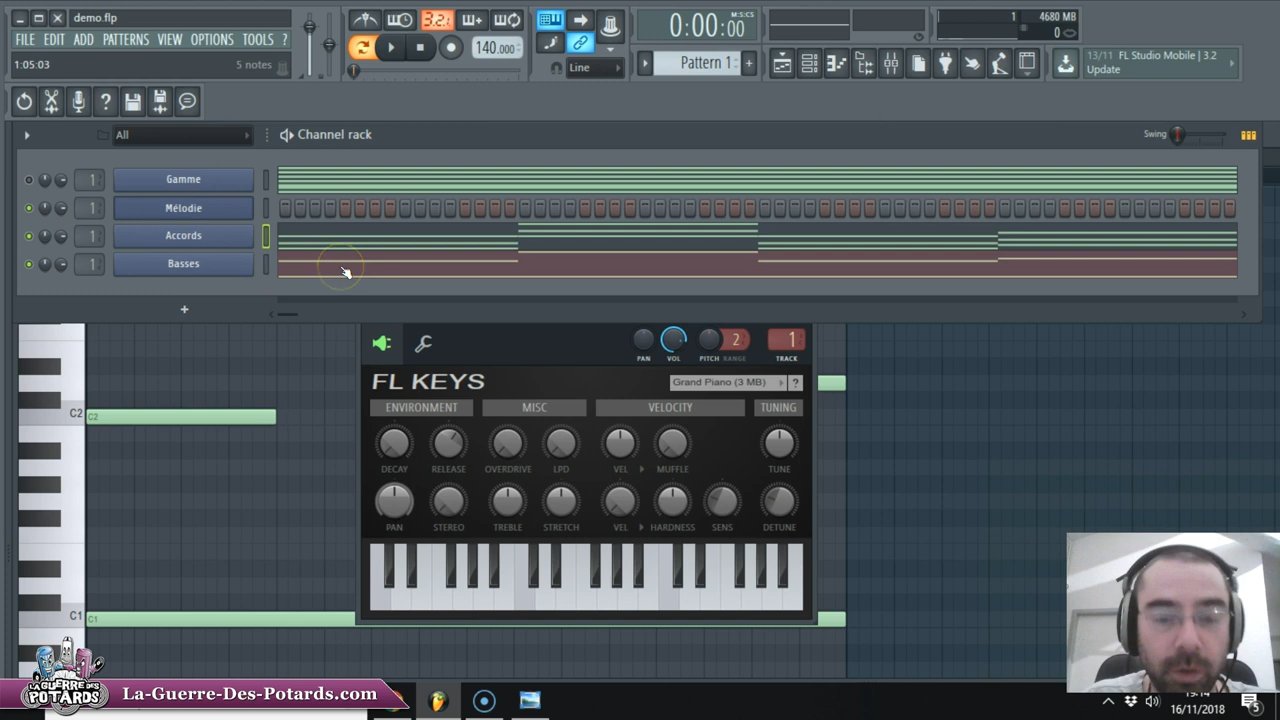 demo.flp
FILE EDIT ADD PATTERNS VIEW OPTIONS TOOLS ?
1:05:03 5 notes
3.2.
140.000
Line
0:00:00
M:S:CS
Pattern 1
1 4680 MB
0
13/11 FL Studio Mobile | 3.2
Update
All
Channel rack
Swing
1 Gamme
1 Mélodie
1 Accords
1 Basses
C2 C2
C1 C1
PAN VOL PITCH RANGE 2 TRACK 1
FL KEYS
Grand Piano (3 MB) ?
ENVIRONMENT MISC VELOCITY TUNING
DECAY RELEASE OVERDRIVE LPD VEL MUFFLE TUNE
PAN STEREO TREBLE STRETCH VEL HARDNESS SENS DETUNE
LA GUERRE DES
POTARDS
La-Guerre-Des-Potards.com
19:14
16/11/2018
5